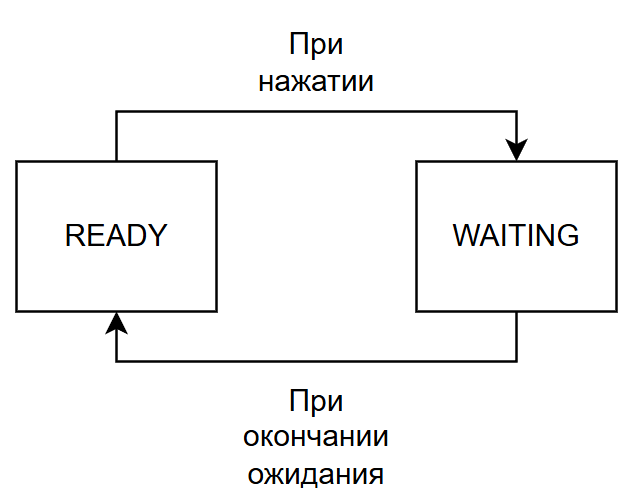 При
нажатии
READY
WAITING
При
окончании
ожидания